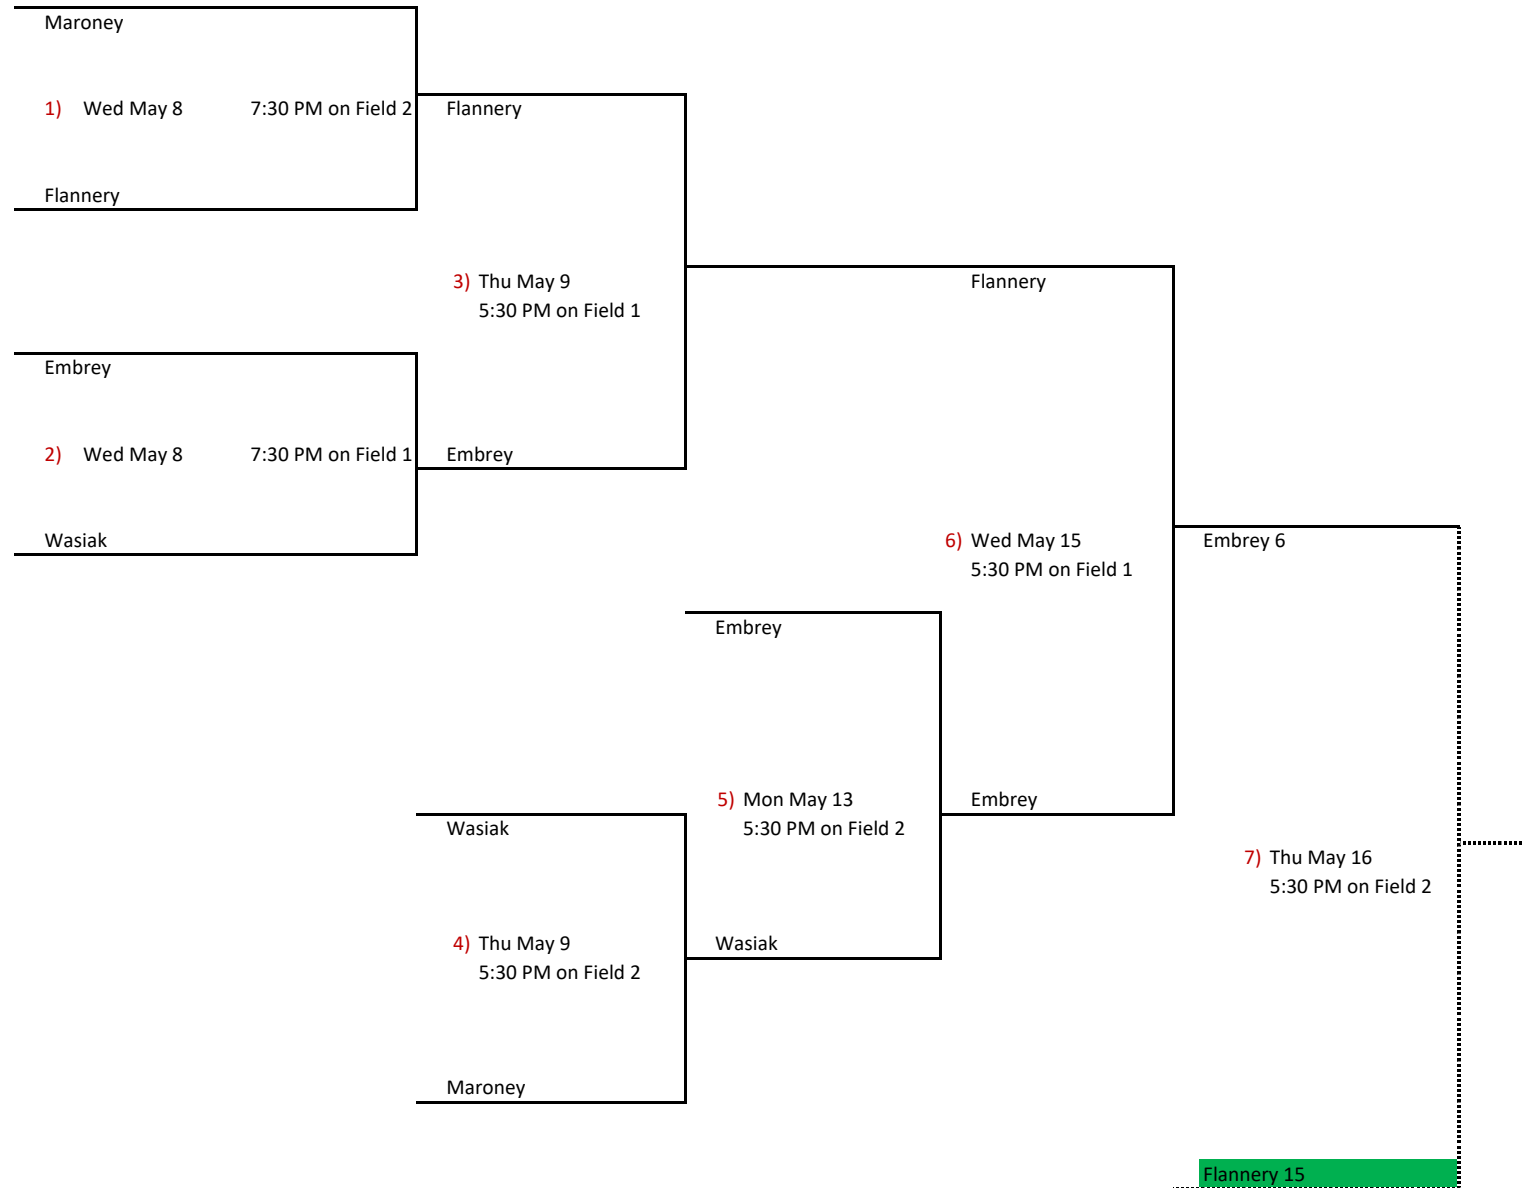 Maroney
1) Wed May 8 7:30 PM on Field 2
Flannery
Flannery
3) Thu May 9
5:30 PM on Field 1
Flannery
Embrey
2) Wed May 8 7:30 PM on Field 1
Embrey
Wasiak
6) Wed May 15
5:30 PM on Field 1
Embrey 6
Embrey
5) Mon May 13
5:30 PM on Field 2
Embrey
Wasiak
7) Thu May 16
5:30 PM on Field 2
4) Thu May 9
5:30 PM on Field 2
Wasiak
Maroney
Flannery 15